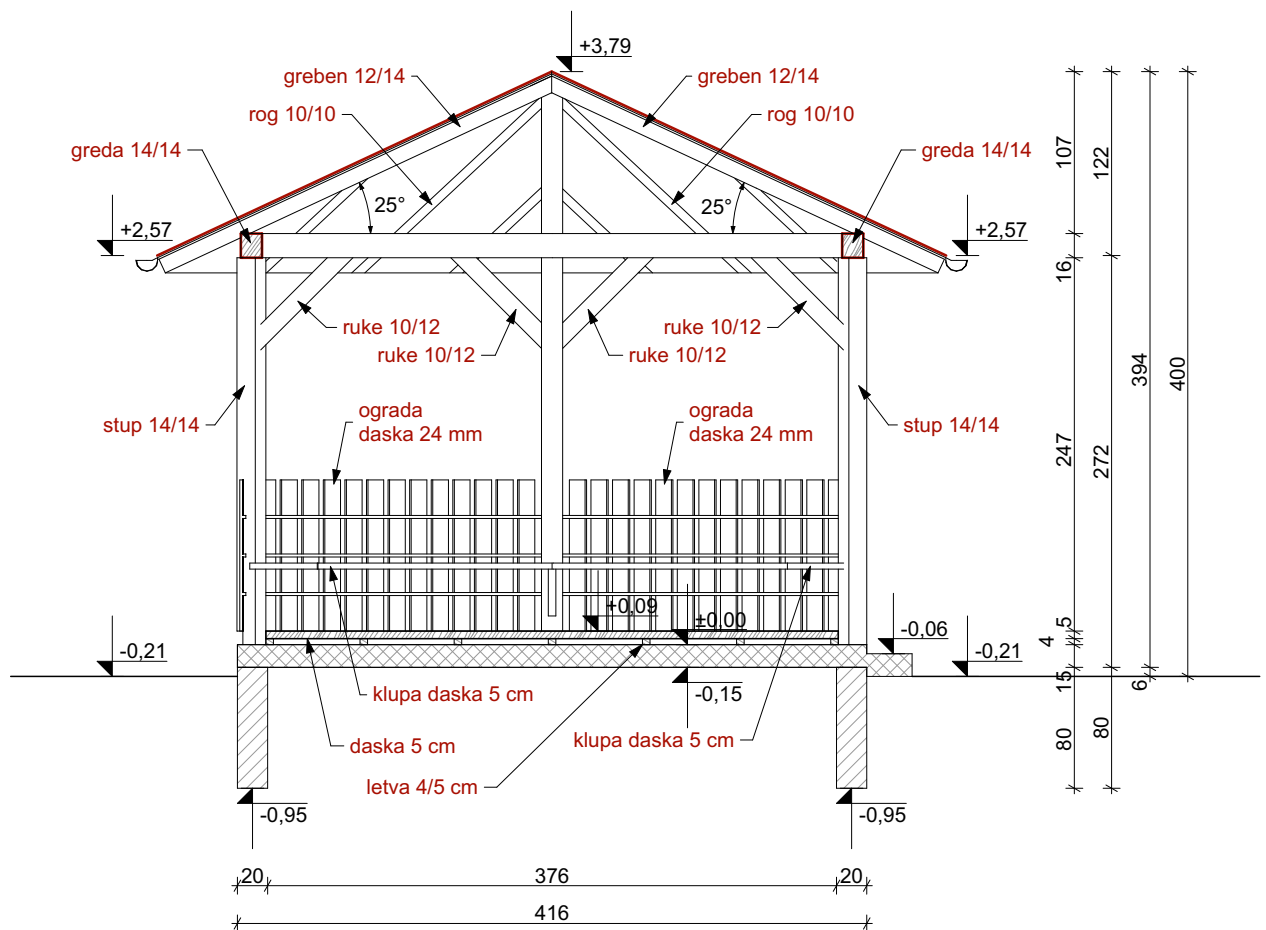 +3,79
greben 12/14
greben 12/14
rog 10/10
rog 10/10
greda 14/14
greda 14/14
25°
25°
+2,57
+2,57
ruke 10/12
ruke 10/12
ruke 10/12
ruke 10/12
stup 14/14
stup 14/14
ograda
daska 24 mm
ograda
daska 24 mm
+0,09
±0,00
-0,06
-0,21
-0,21
-0,15
klupa daska 5 cm
daska 5 cm
klupa daska 5 cm
letva 4/5 cm
-0,95
-0,95
20
376
20
416
107
16
247
5
4
15
80
122
272
80
394
6
400